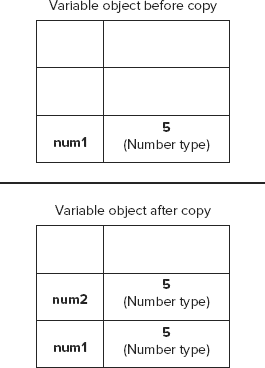 Variable object before copy
num1
5
(Number type)
Variable object after copy
num2
5
(Number type)
num1
5
(Number type)